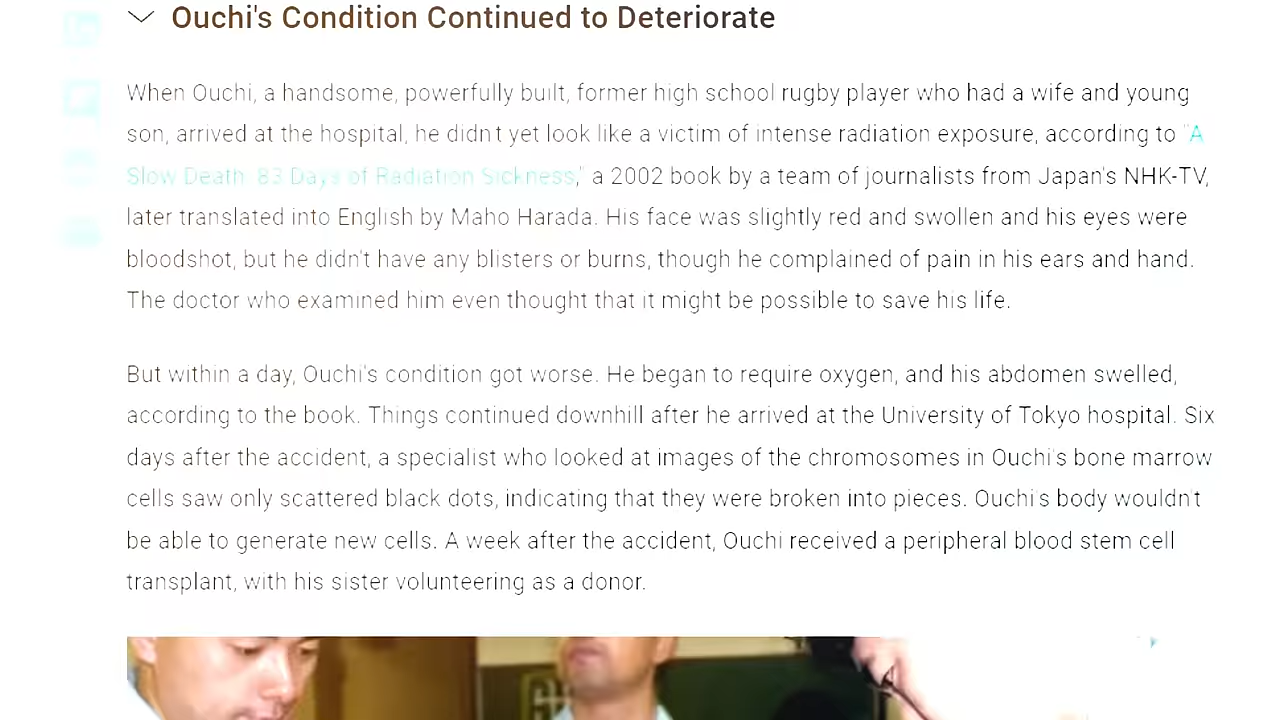 Ouchi's Condition Continued to Deteriorate
When Ouchi, a handsome, powerfully built, former high school rugby player who had a wife and young
son, arrived at the hospital, he didn't yet look like a victim of intense radiation exposure, according to "A
Slow Death: 83 Days of Radiation Sickness," a 2002 book by a team of journalists from Japan's NHK-TV,
later translated into English by Maho Harada. His face was slightly red and swollen and his eyes were
bloodshot, but he didn't have any blisters or burns, though he complained of pain in his ears and hand.
The doctor who examined him even thought that it might be possible to save his life.
But within a day, Ouchi's condition got worse. He began to require oxygen, and his abdomen swelled,
according to the book. Things continued downhill after he arrived at the University of Tokyo hospital. Six
days after the accident, a specialist who looked at images of the chromosomes in Ouchi's bone marrow
cells saw only scattered black dots, indicating that they were broken into pieces. Ouchi's body wouldn't
be able to generate new cells. A week after the accident, Ouchi received a peripheral blood stem cell
transplant, with his sister volunteering as a donor.